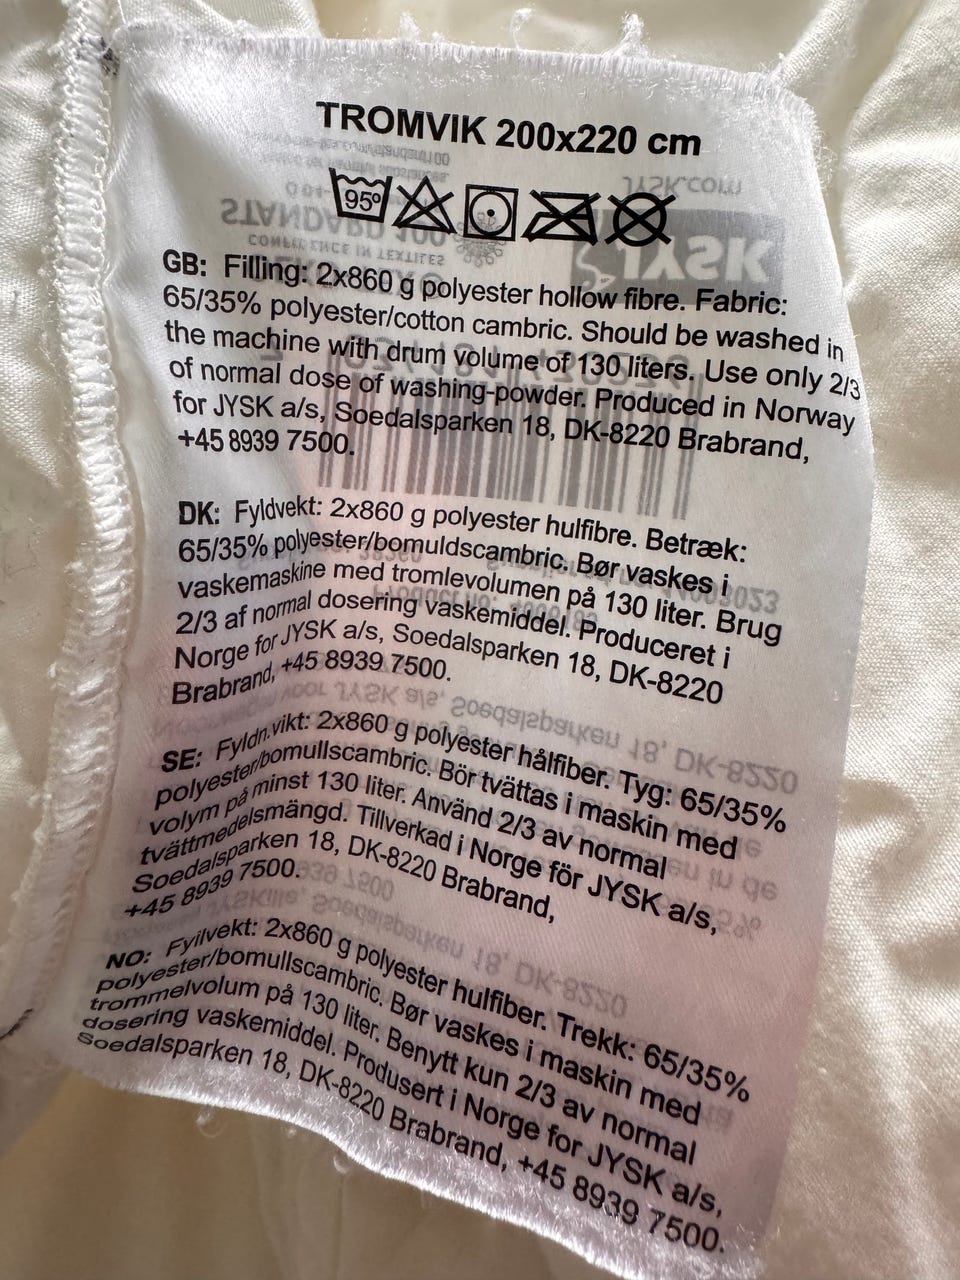 TROMVIK 200x220 cm
95°
GB: Filling: 2x860 g polyester hollow fibre. Fabric:
65/35% polyester/cotton cambric. Should be washed in
the machine with drum volume of 130 liters. Use only 2/3
of normal dose of washing-powder. Produced in Norway
for JYSK a/s, Soedalsparken 18, DK-8220 Brabrand,
+45 8939 7500.
DK: Fyldvekt: 2x860 g polyester hulfibre. Betræk:
65/35% polyester/bomuldscambric. Bør vaskes i
vaskemaskine med tromlevolumen på 130 liter. Brug
2/3 af normal dosering vaskemiddel. Produceret i
Norge for JYSK a/s, Soedalsparken 18, DK-8220
Brabrand, +45 8939 7500.
SE: Fyldn.vikt: 2x860 g polyester hålfiber. Tyg: 65/35%
polyester/bomullscambric. Bör tvättas i maskin med
volym på minst 130 liter. Använd 2/3 av normal
tvättmedelsmängd. Tillverkad i Norge för JYSK a/s,
Soedalsparken 18, DK-8220 Brabrand,
+45 8939 7500.
NO: Fyilvekt: 2x860 g polyester hulfiber. Trekk: 65/35%
polyester/bomullscambric. Bør vaskes i maskin med
trommelvolum på 130 liter. Benytt kun 2/3 av normal
dosering vaskemiddel. Produsert i Norge for JYSK a/s,
Soedalsparken 18, DK-8220 Brabrand, +45 8939 7500.